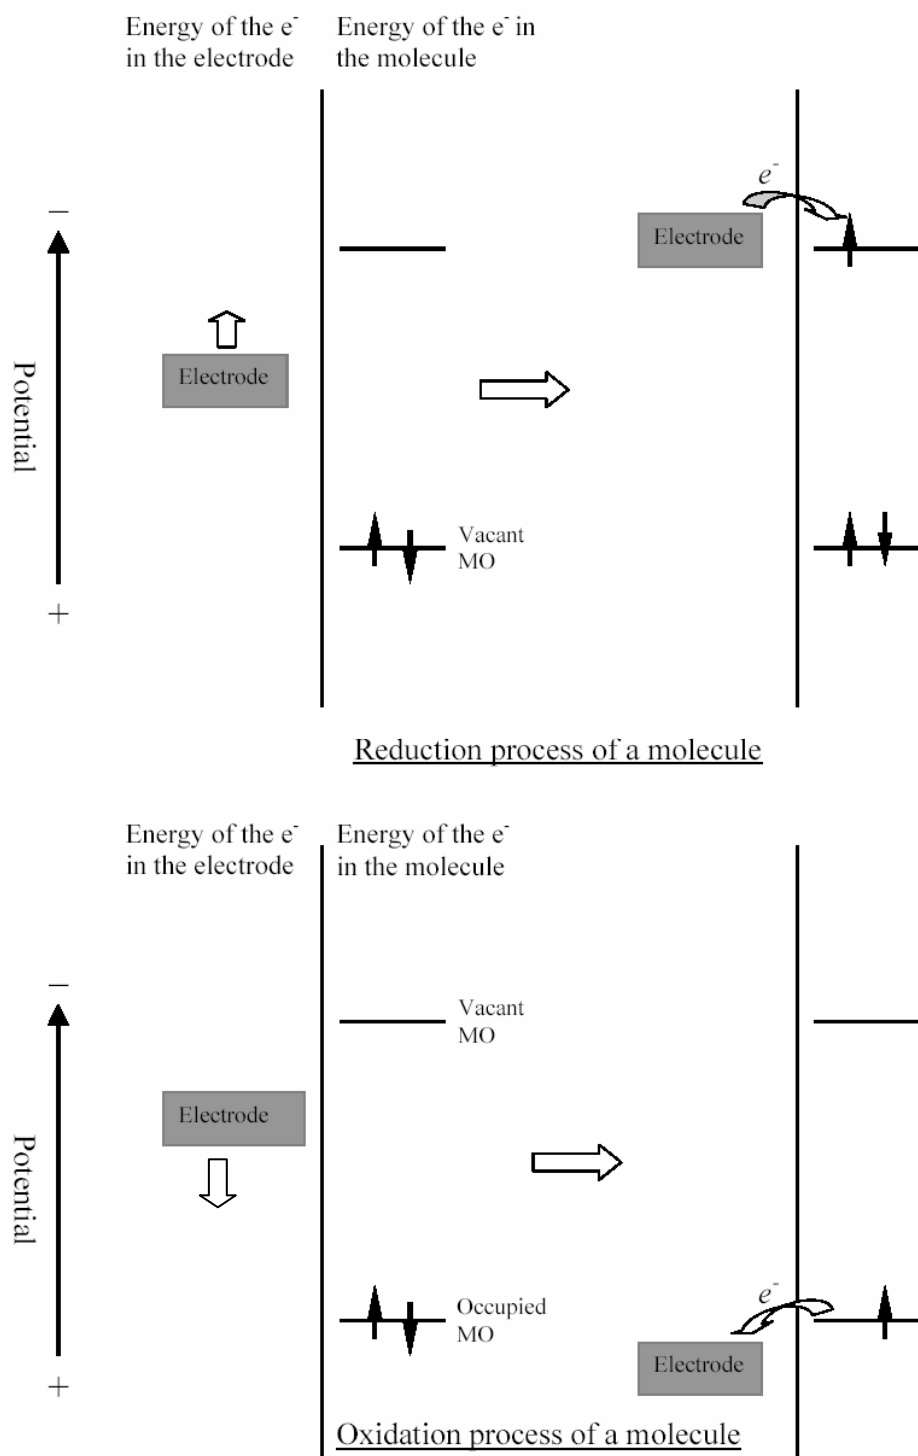 Energy of the e⁻
in the electrode
Energy of the e⁻ in
the molecule
e⁻
−
Electrode
Electrode
Potential
Vacant
MO
+
Reduction process of a molecule
Energy of the e⁻
in the electrode
Energy of the e⁻
in the molecule
−
Vacant
MO
Electrode
Potential
e⁻
Occupied
MO
Electrode
+
Oxidation process of a molecule